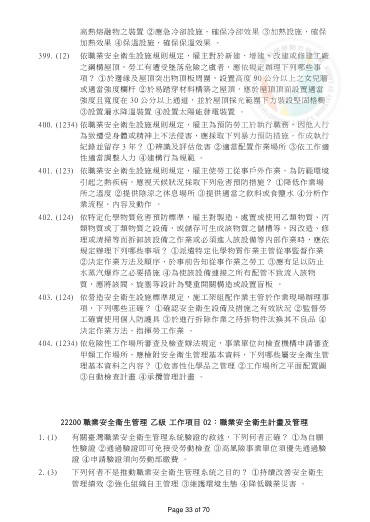 高熱熔融物之裝置 ②應急冷卻設施，確保冷卻效果 ③加熱設施，確保
加熱效果 ④保溫設施，確保保溫效果 。
399. (12) 依職業安全衛生設施規則規定，雇主對於新建、增建、改建或修建工廠
之鋼構屋頂，勞工有遭受墜落危險之虞者，應依規定辦理下列哪些事
項？ ①於邊緣及屋頂突出物頂板周圍，設置高度 90 公分以上之女兒牆
或適當強度欄杆 ②於易踏穿材料構築之屋頂，應於屋頂頂面設置適當
強度且寬度在 30 公分以上通道，並於屋頂採光範圍下方裝設堅固格柵
③設置灑水降溫裝置 ④設置太陽能發電裝置 。
400. (1234) 依職業安全衛生設施規則規定，雇主為預防勞工於執行職務，因他人行
為致遭受身體或精神上不法侵害，應採取下列暴力預防措施，作成執行
紀錄並留存 3 年？ ①辨識及評估危害 ②適當配置作業場所 ③依工作適
性適當調整人力 ④建構行為規範 。
401. (123) 依職業安全衛生設施規則規定，雇主使勞工從事戶外作業，為防範環境
引起之熱疾病，應視天候狀況採取下列危害預防措施？ ①降低作業場
所之溫度 ②提供陰涼之休息場所 ③提供適當之飲料或食鹽水 ④分析作
業流程、內容及動作 。
402. (124) 依特定化學物質危害預防標準，雇主對製造、處置或使用乙類物質、丙
類物質或丁類物質之設備，或儲存可生成該物質之儲槽等，因改造、修
理或清掃等而拆卸該設備之作業或必須進入該設備等內部作業時，應依
規定辦理下列哪些事項？ ①派遣特定化學物質作業主管從事監督作業
②決定作業方法及順序，於事前告知從事作業之勞工 ③應有足以防止
水蒸汽爆炸之必要措施 ④為使該設備連接之所有配管不致流入該物
質，應將該閥、旋塞等設計為雙重開關構造或設置盲板 。
403. (124) 依營造安全衛生設施標準規定，施工架組配作業主管於作業現場辦理事
項，下列哪些正確？ ①確認安全衛生設備及措施之有效狀況 ②監督勞
工確實使用個人防護具 ③於進行拆除作業之待拆物件汰換其不良品 ④
決定作業方法，指揮勞工作業 。
404. (1234) 依危險性工作場所審查及檢查辦法規定，事業單位向檢查機構申請審查
甲類工作場所，應檢附安全衛生管理基本資料，下列哪些屬安全衛生管
理基本資料之內容？ ①危害性化學品之管理 ②工作場所之平面配置圖
③自動檢查計畫 ④承攬管理計畫 。
22200 職業安全衛生管理 乙級 工作項目 02：職業安全衛生計畫及管理
1. (1) 有關臺灣職業安全衛生管理系統驗證的敘述，下列何者正確？ ①為自願
性驗證 ②通過驗證即可免接受勞動檢查 ③高風險事業單位須優先通過驗
證 ④申請驗證須向勞動部繳費 。
2. (3) 下列何者不是推動職業安全衛生管理系統之目的？ ①持續改善安全衛生
管理績效 ②強化組織自主管理 ③維護環境生態 ④降低職業災害 。
Page 33 of 70